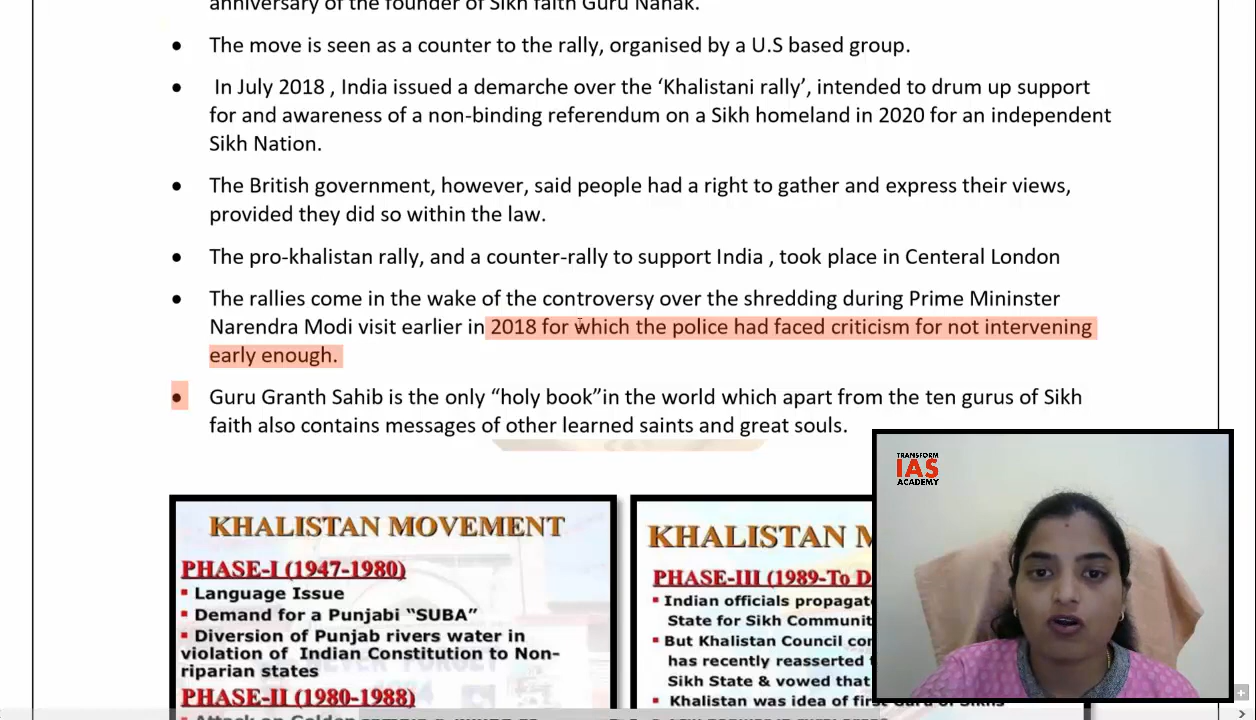 anniversary of the founder of Sikh faith Guru Nanak.
• The move is seen as a counter to the rally, organised by a U.S based group.
• In July 2018 , India issued a demarche over the ‘Khalistani rally’, intended to drum up support
for and awareness of a non-binding referendum on a Sikh homeland in 2020 for an independent
Sikh Nation.
• The British government, however, said people had a right to gather and express their views,
provided they did so within the law.
• The pro-khalistan rally, and a counter-rally to support India , took place in Centeral London
• The rallies come in the wake of the controversy over the shredding during Prime Mininster
Narendra Modi visit earlier in 2018 for which the police had faced criticism for not intervening
early enough.
• Guru Granth Sahib is the only “holy book”in the world which apart from the ten gurus of Sikh
faith also contains messages of other learned saints and great souls.
KHALISTAN MOVEMENT
PHASE-I (1947-1980)
▪ Language Issue
▪ Demand for a Punjabi “SUBA”
▪ Diversion of Punjab rivers water in
violation of Indian Constitution to Non-
riparian states
PHASE-II (1980-1988)
KHALISTAN M
PHASE-III (1989-To D
▪ Indian officials propagat
State for Sikh Communit
▪ But Khalistan Council
has recently reasserted
Sikh State & vowed that
▪ Khalistan was idea of
TRANSFORM
IAS
ACADEMY